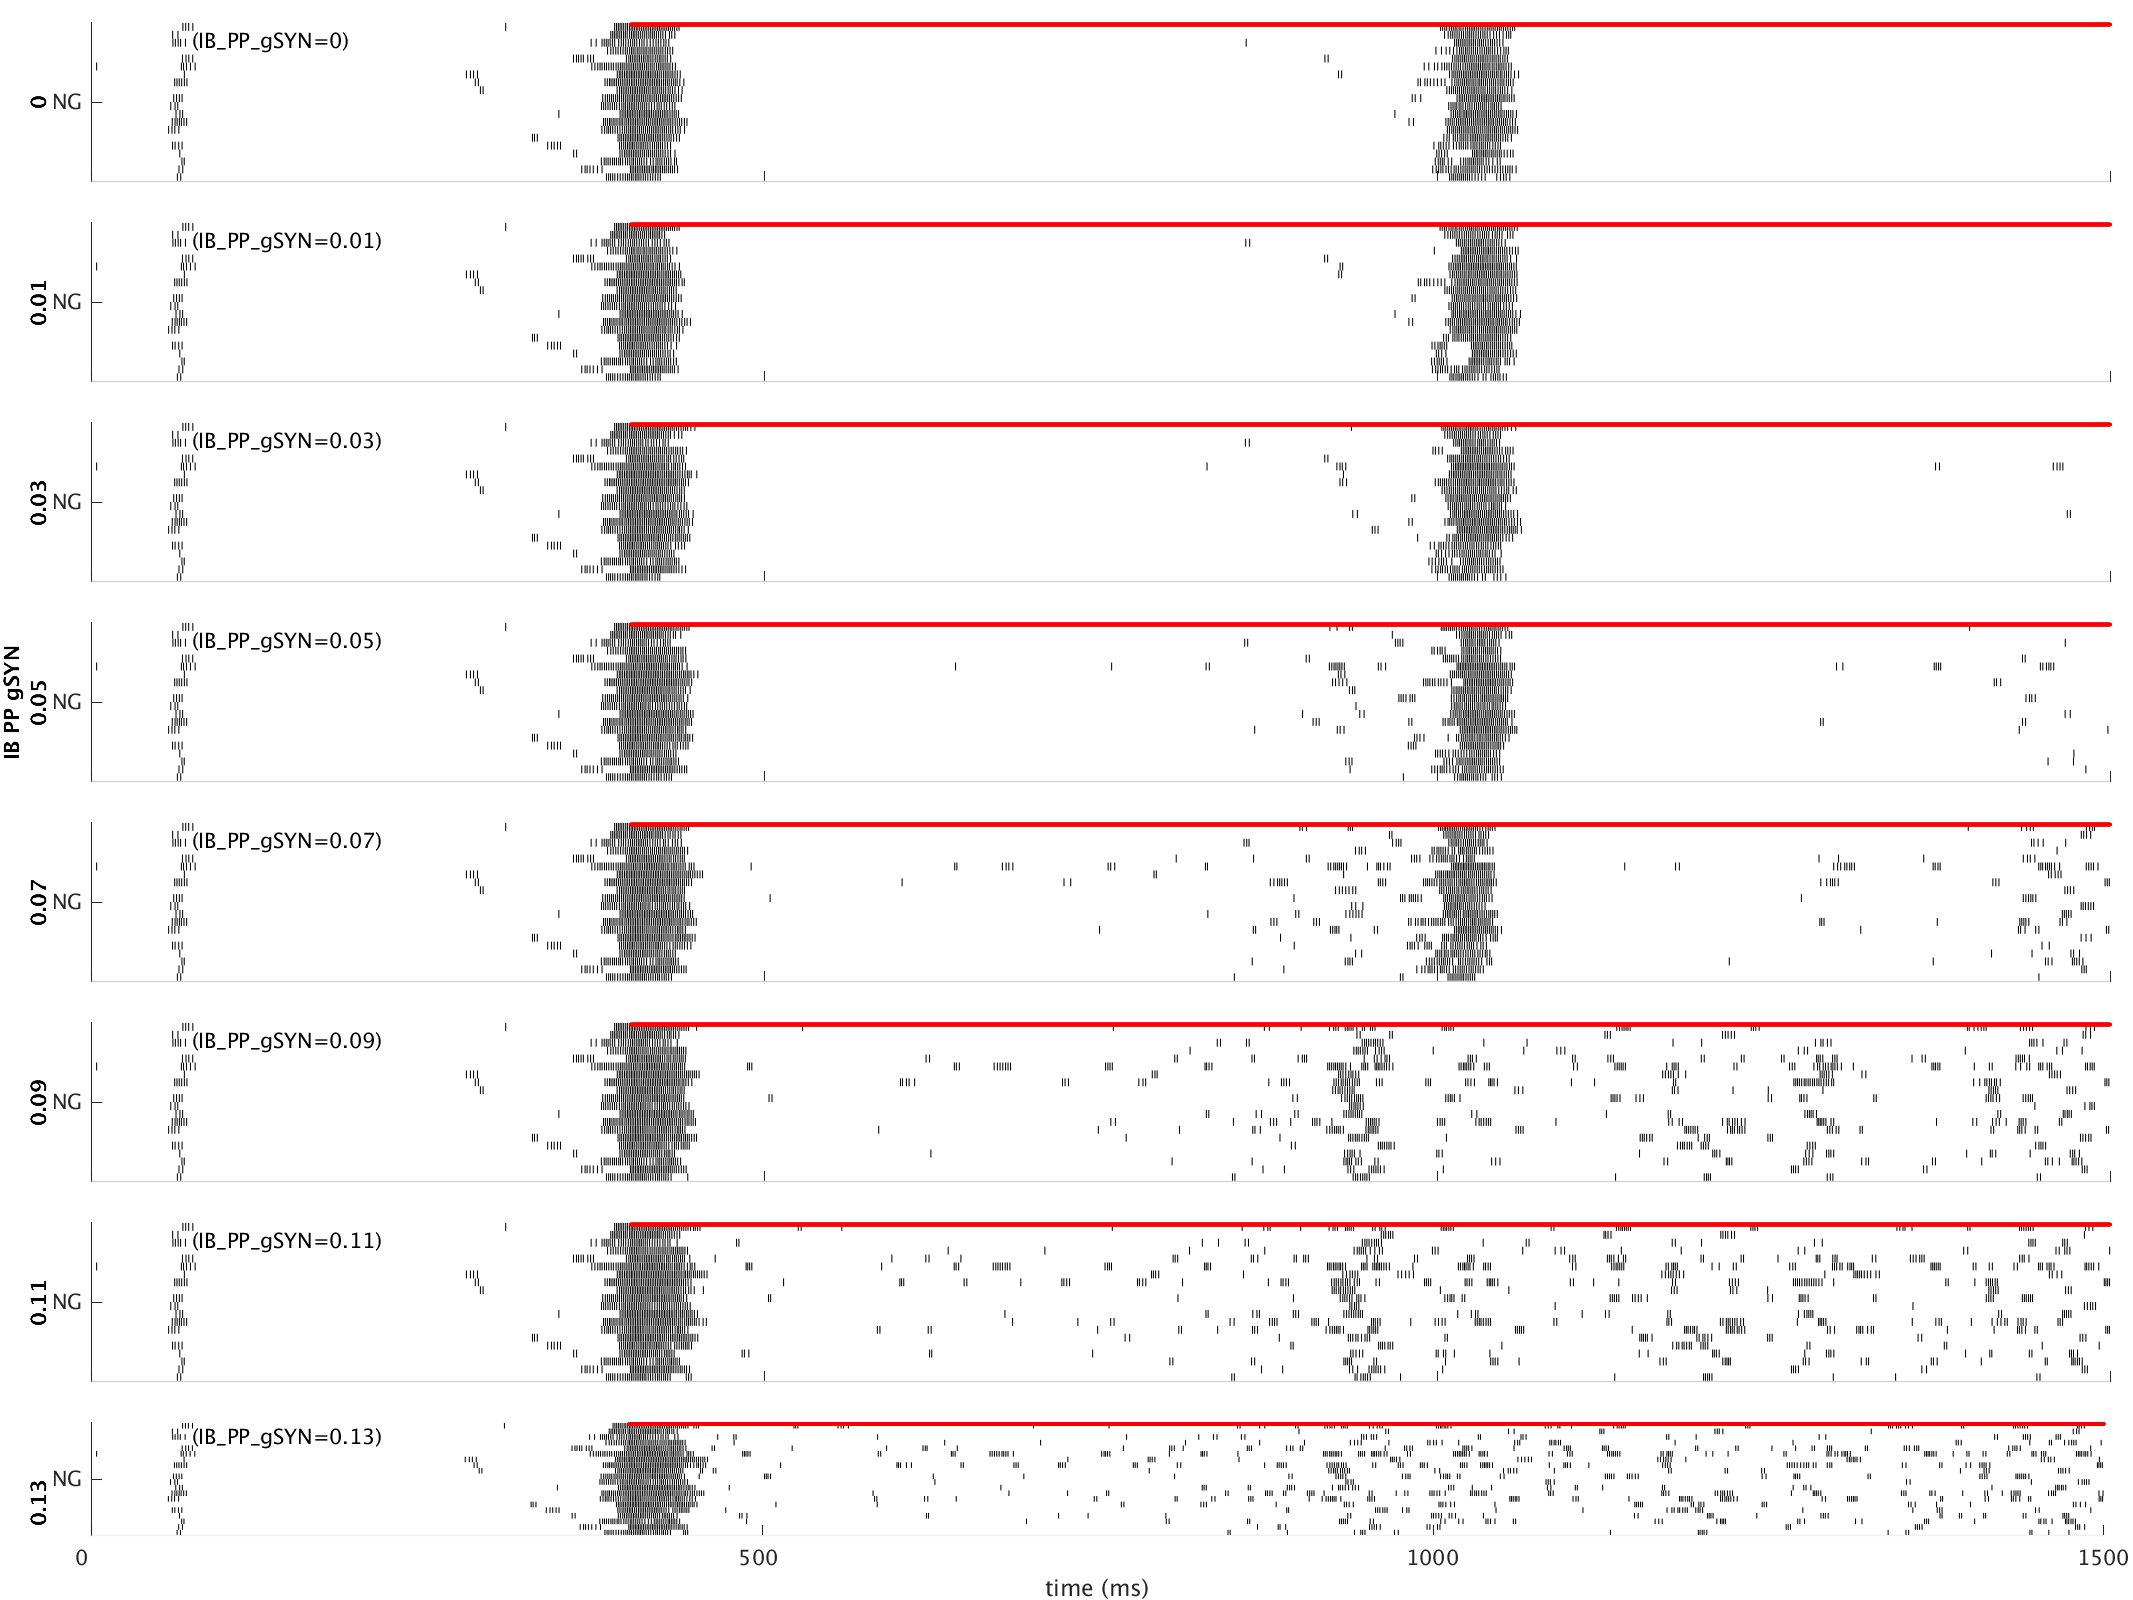 (IB_PP_gSYN=0)
0 NG
(IB_PP_gSYN=0.01)
0.01 NG
(IB_PP_gSYN=0.03)
0.03 NG
(IB_PP_gSYN=0.05)
0.05 NG
IB PP gSYN
(IB_PP_gSYN=0.07)
0.07 NG
(IB_PP_gSYN=0.09)
0.09 NG
(IB_PP_gSYN=0.11)
0.11 NG
(IB_PP_gSYN=0.13)
0.13 NG
0 500 1000 1500
time (ms)